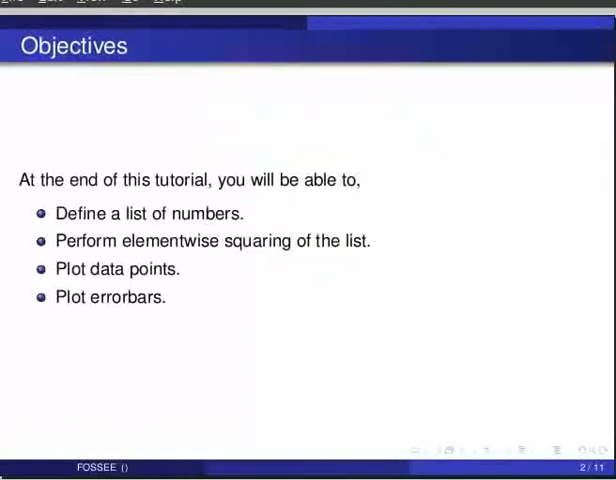 Objectives
At the end of this tutorial, you will be able to,
Define a list of numbers.
Perform elementwise squaring of the list.
Plot data points.
Plot errorbars.
FOSSEE ()
2 / 11